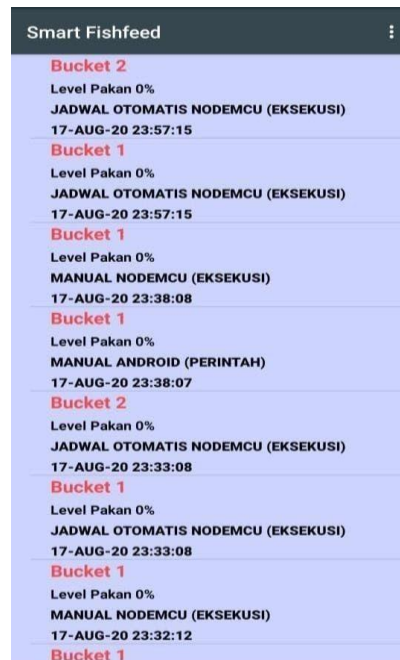 Smart Fishfeed
Bucket 2
Level Pakan 0%
JADWAL OTOMATIS NODEMCU (EKSEKUSI)
17-AUG-20 23:57:15
Bucket 1
Level Pakan 0%
JADWAL OTOMATIS NODEMCU (EKSEKUSI)
17-AUG-20 23:57:15
Bucket 1
Level Pakan 0%
MANUAL NODEMCU (EKSEKUSI)
17-AUG-20 23:38:08
Bucket 1
Level Pakan 0%
MANUAL ANDROID (PERINTAH)
17-AUG-20 23:38:07
Bucket 2
Level Pakan 0%
JADWAL OTOMATIS NODEMCU (EKSEKUSI)
17-AUG-20 23:33:08
Bucket 1
Level Pakan 0%
JADWAL OTOMATIS NODEMCU (EKSEKUSI)
17-AUG-20 23:33:08
Bucket 1
Level Pakan 0%
MANUAL NODEMCU (EKSEKUSI)
17-AUG-20 23:32:12
Bucket 1